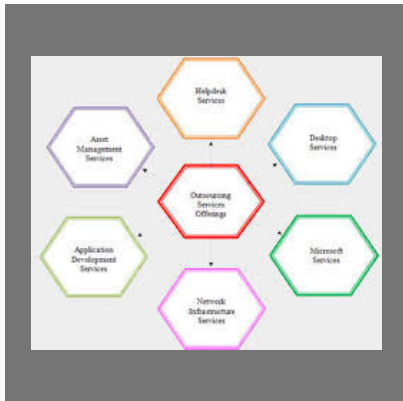 Helpdesk
Services
Asset
Management
Services
Desktop
Services
Outsourcing
Services
Offerings
Application
Development
Services
Microsoft
Services
Network
Infrastructure
Services